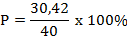 P = 30,42/40 x 100%